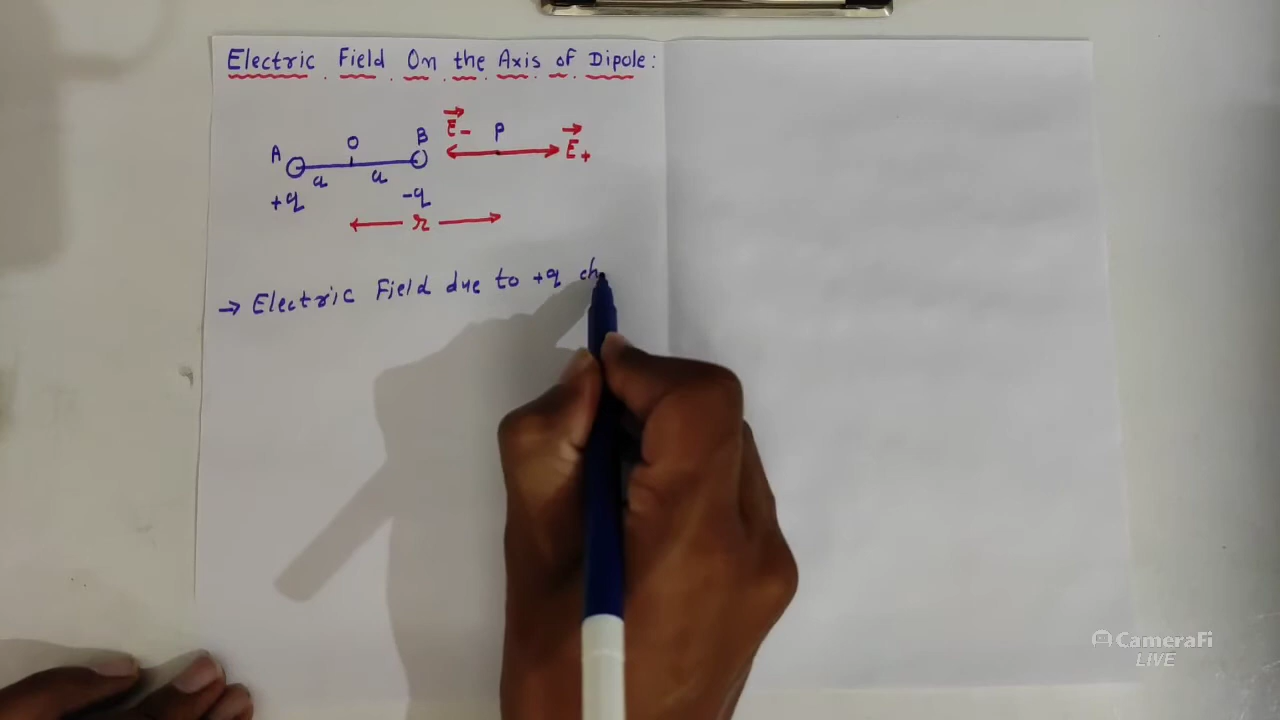 Electric Field On the Axis of Dipole:
E-
P
E+
A
O
B
a
a
+q
-q
r
→ Electric Field due to +q ch
CameraFi
LIVE